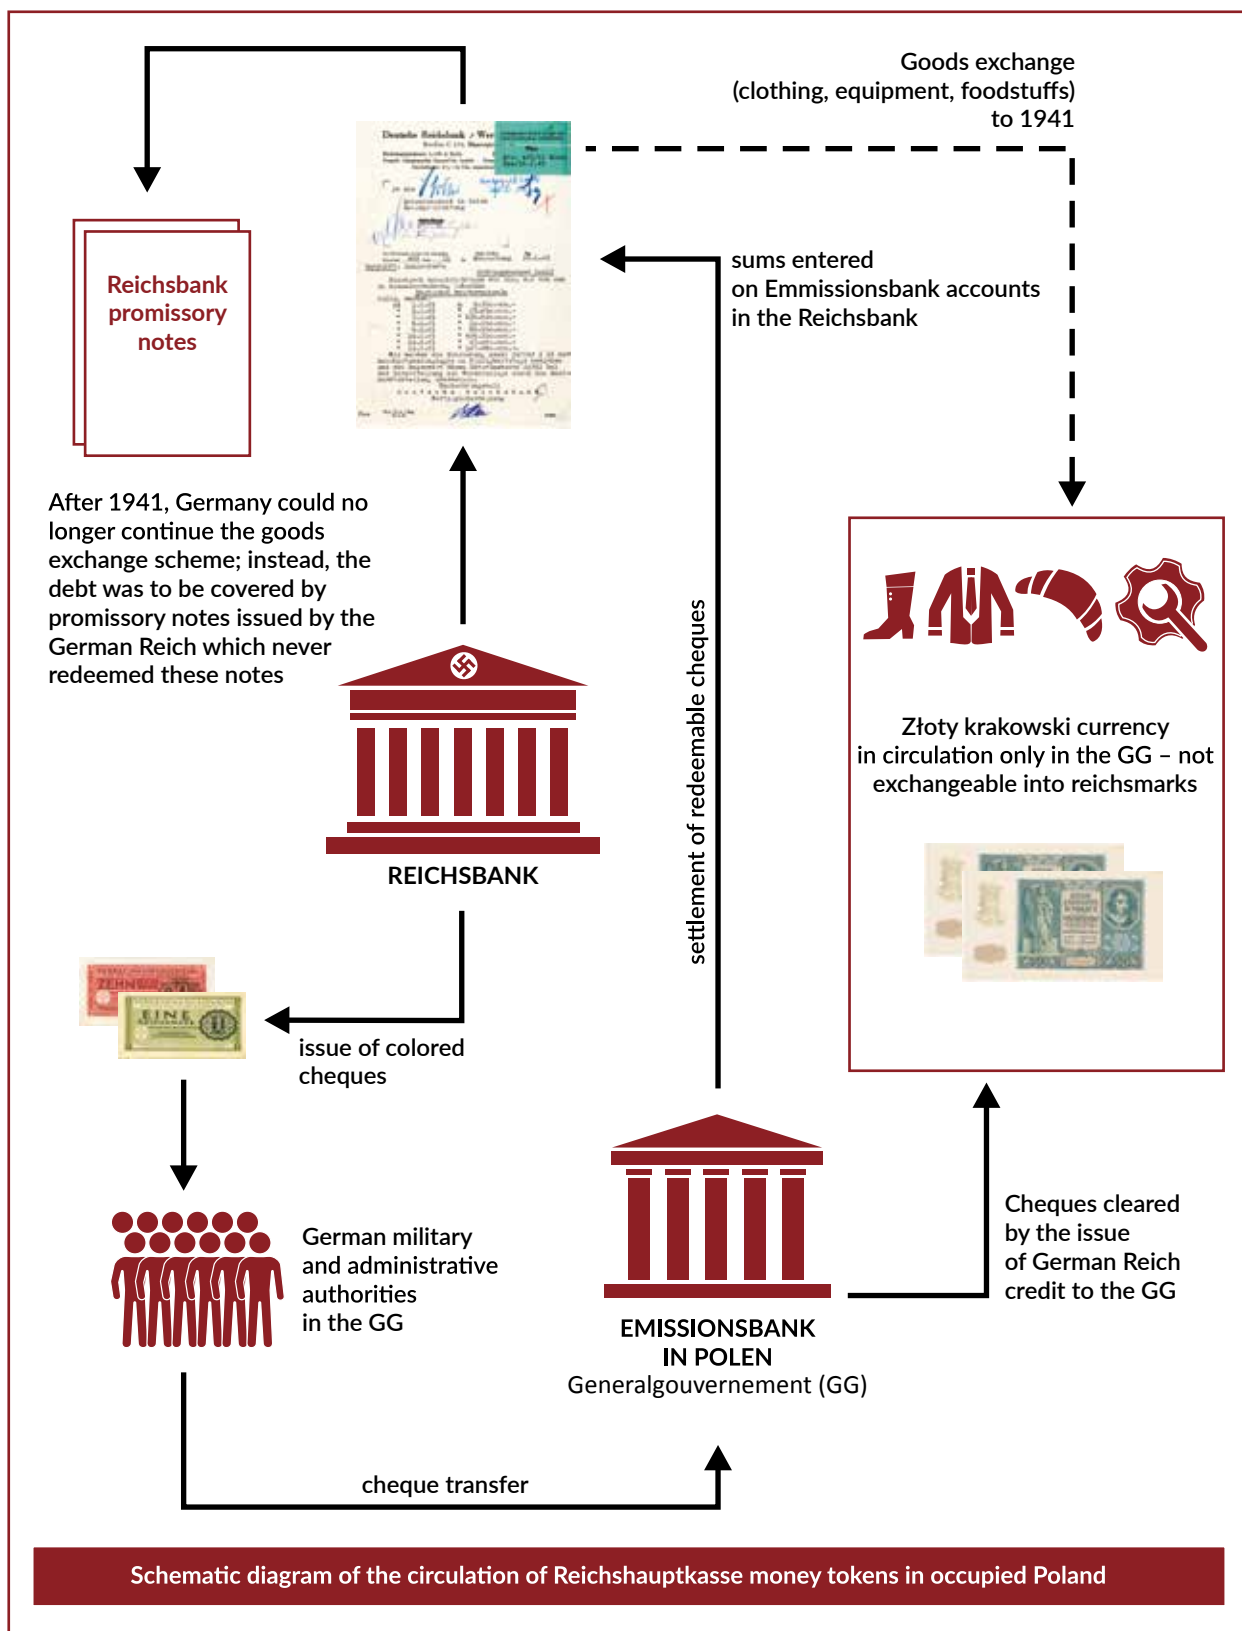 Goods exchange
(clothing, equipment, foodstuffs)
to 1941
Deutsche Reichsbank
Reichsbank
promissory
notes
sums entered
on Emmissionsbank accounts
in the Reichsbank
After 1941, Germany could no
longer continue the goods
exchange scheme; instead, the
debt was to be covered by
promissory notes issued by the
German Reich which never
redeemed these notes
settlement of redeemable cheques
Złoty krakowski currency
in circulation only in the GG – not
exchangeable into reichsmarks
REICHSBANK
ZEHN
EINE
issue of colored
cheques
German military
and administrative
authorities
in the GG
Cheques cleared
by the issue
of German Reich
credit to the GG
EMISSIONSBANK
IN POLEN
Generalgouvernement (GG)
cheque transfer
Schematic diagram of the circulation of Reichshauptkasse money tokens in occupied Poland